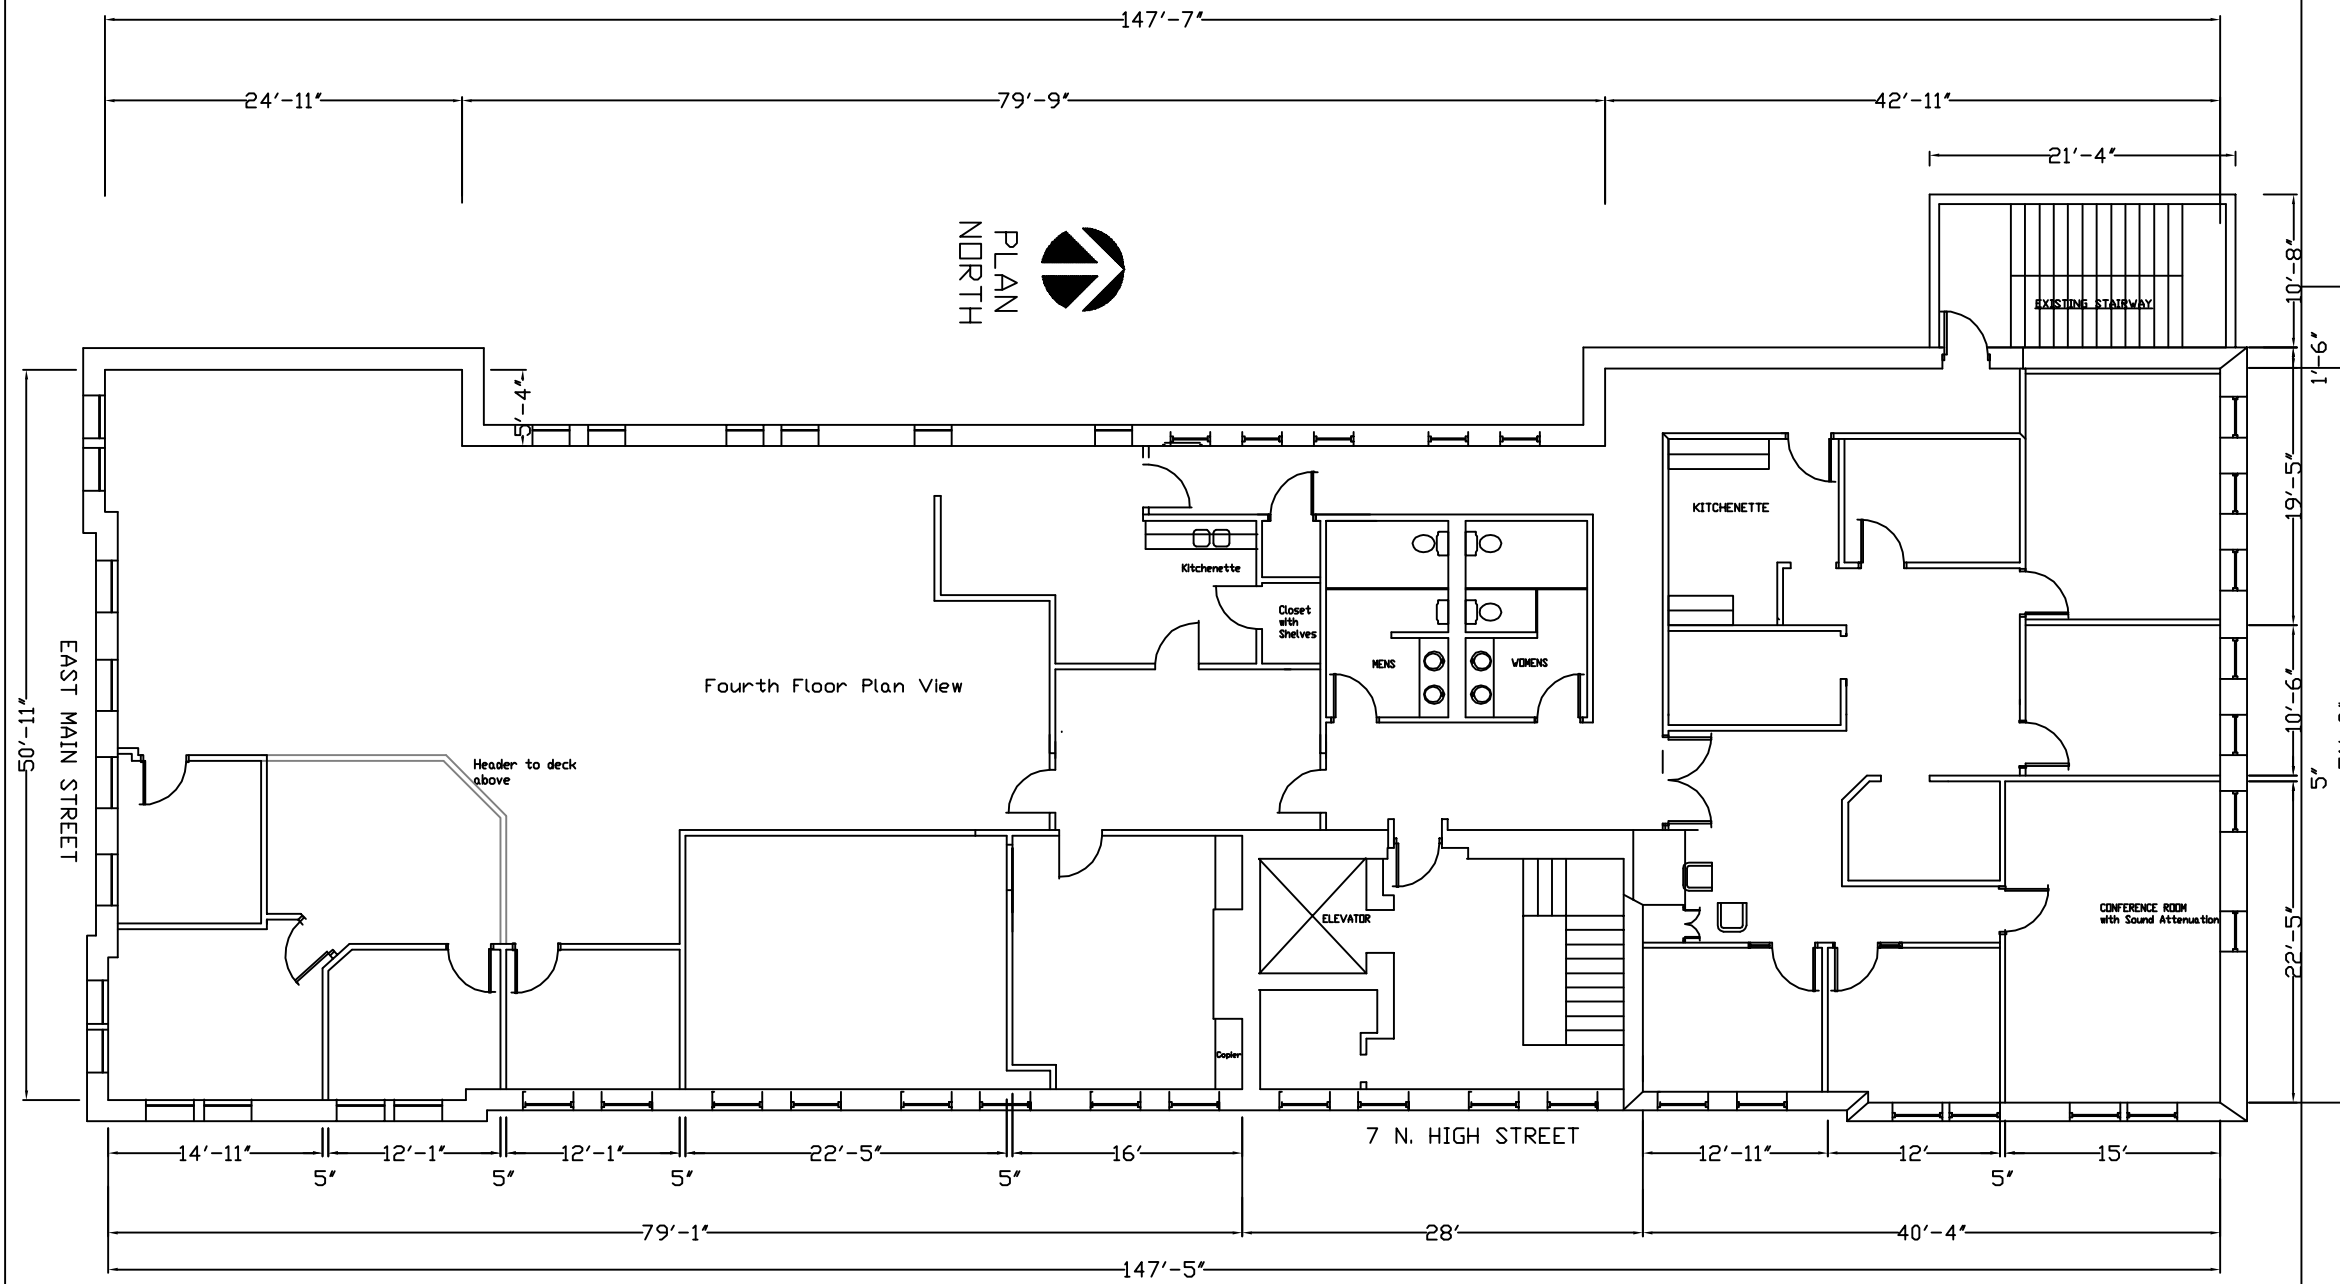 147'-7"
24'-11"
79'-9"
42'-11"
21'-4"
PLAN
NORTH
10'-8"
EXISTING STAIRWAY
1'-6"
5'-4"
19'-5"
KITCHENETTE
Kitchenette
Closet
with
Shelves
EAST MAIN STREET
50'-11"
Fourth Floor Plan View
MENS
WOMENS
10'-6"
5"
Header to deck
above
ELEVATOR
CONFERENCE ROOM
with Sound Attenuation
22'-5"
Copier
7 N. HIGH STREET
14'-11"
12'-1"
12'-1"
22'-5"
16'
12'-11"
12'
15'
5"
5"
5"
5"
5"
79'-1"
28'
40'-4"
147'-5"